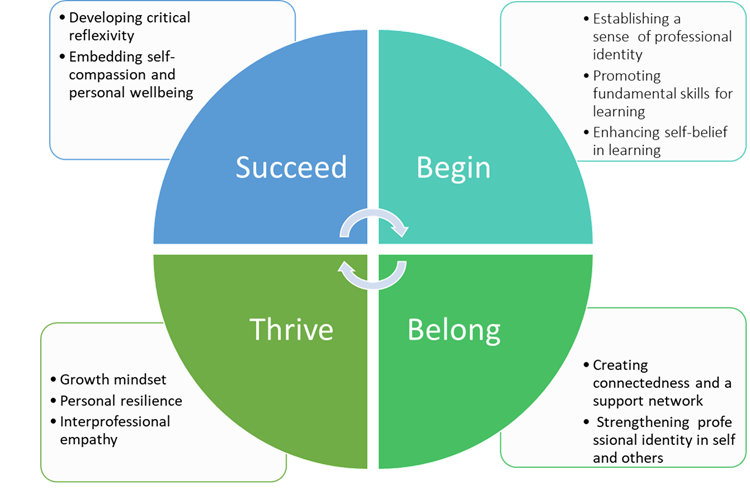 • Developing critical
reflexivity
• Embedding self-
compassion and
personal wellbeing
• Establishing a
sense of professional
identity
• Promoting
fundamental skills for
learning
• Enhancing self-belief
in learning
Succeed
Begin
Thrive
Belong
• Growth mindset
• Personal resilience
• Interprofessional
empathy
• Creating
connectedness and a
support network
• Strengthening profe
ssional identity in self
and others